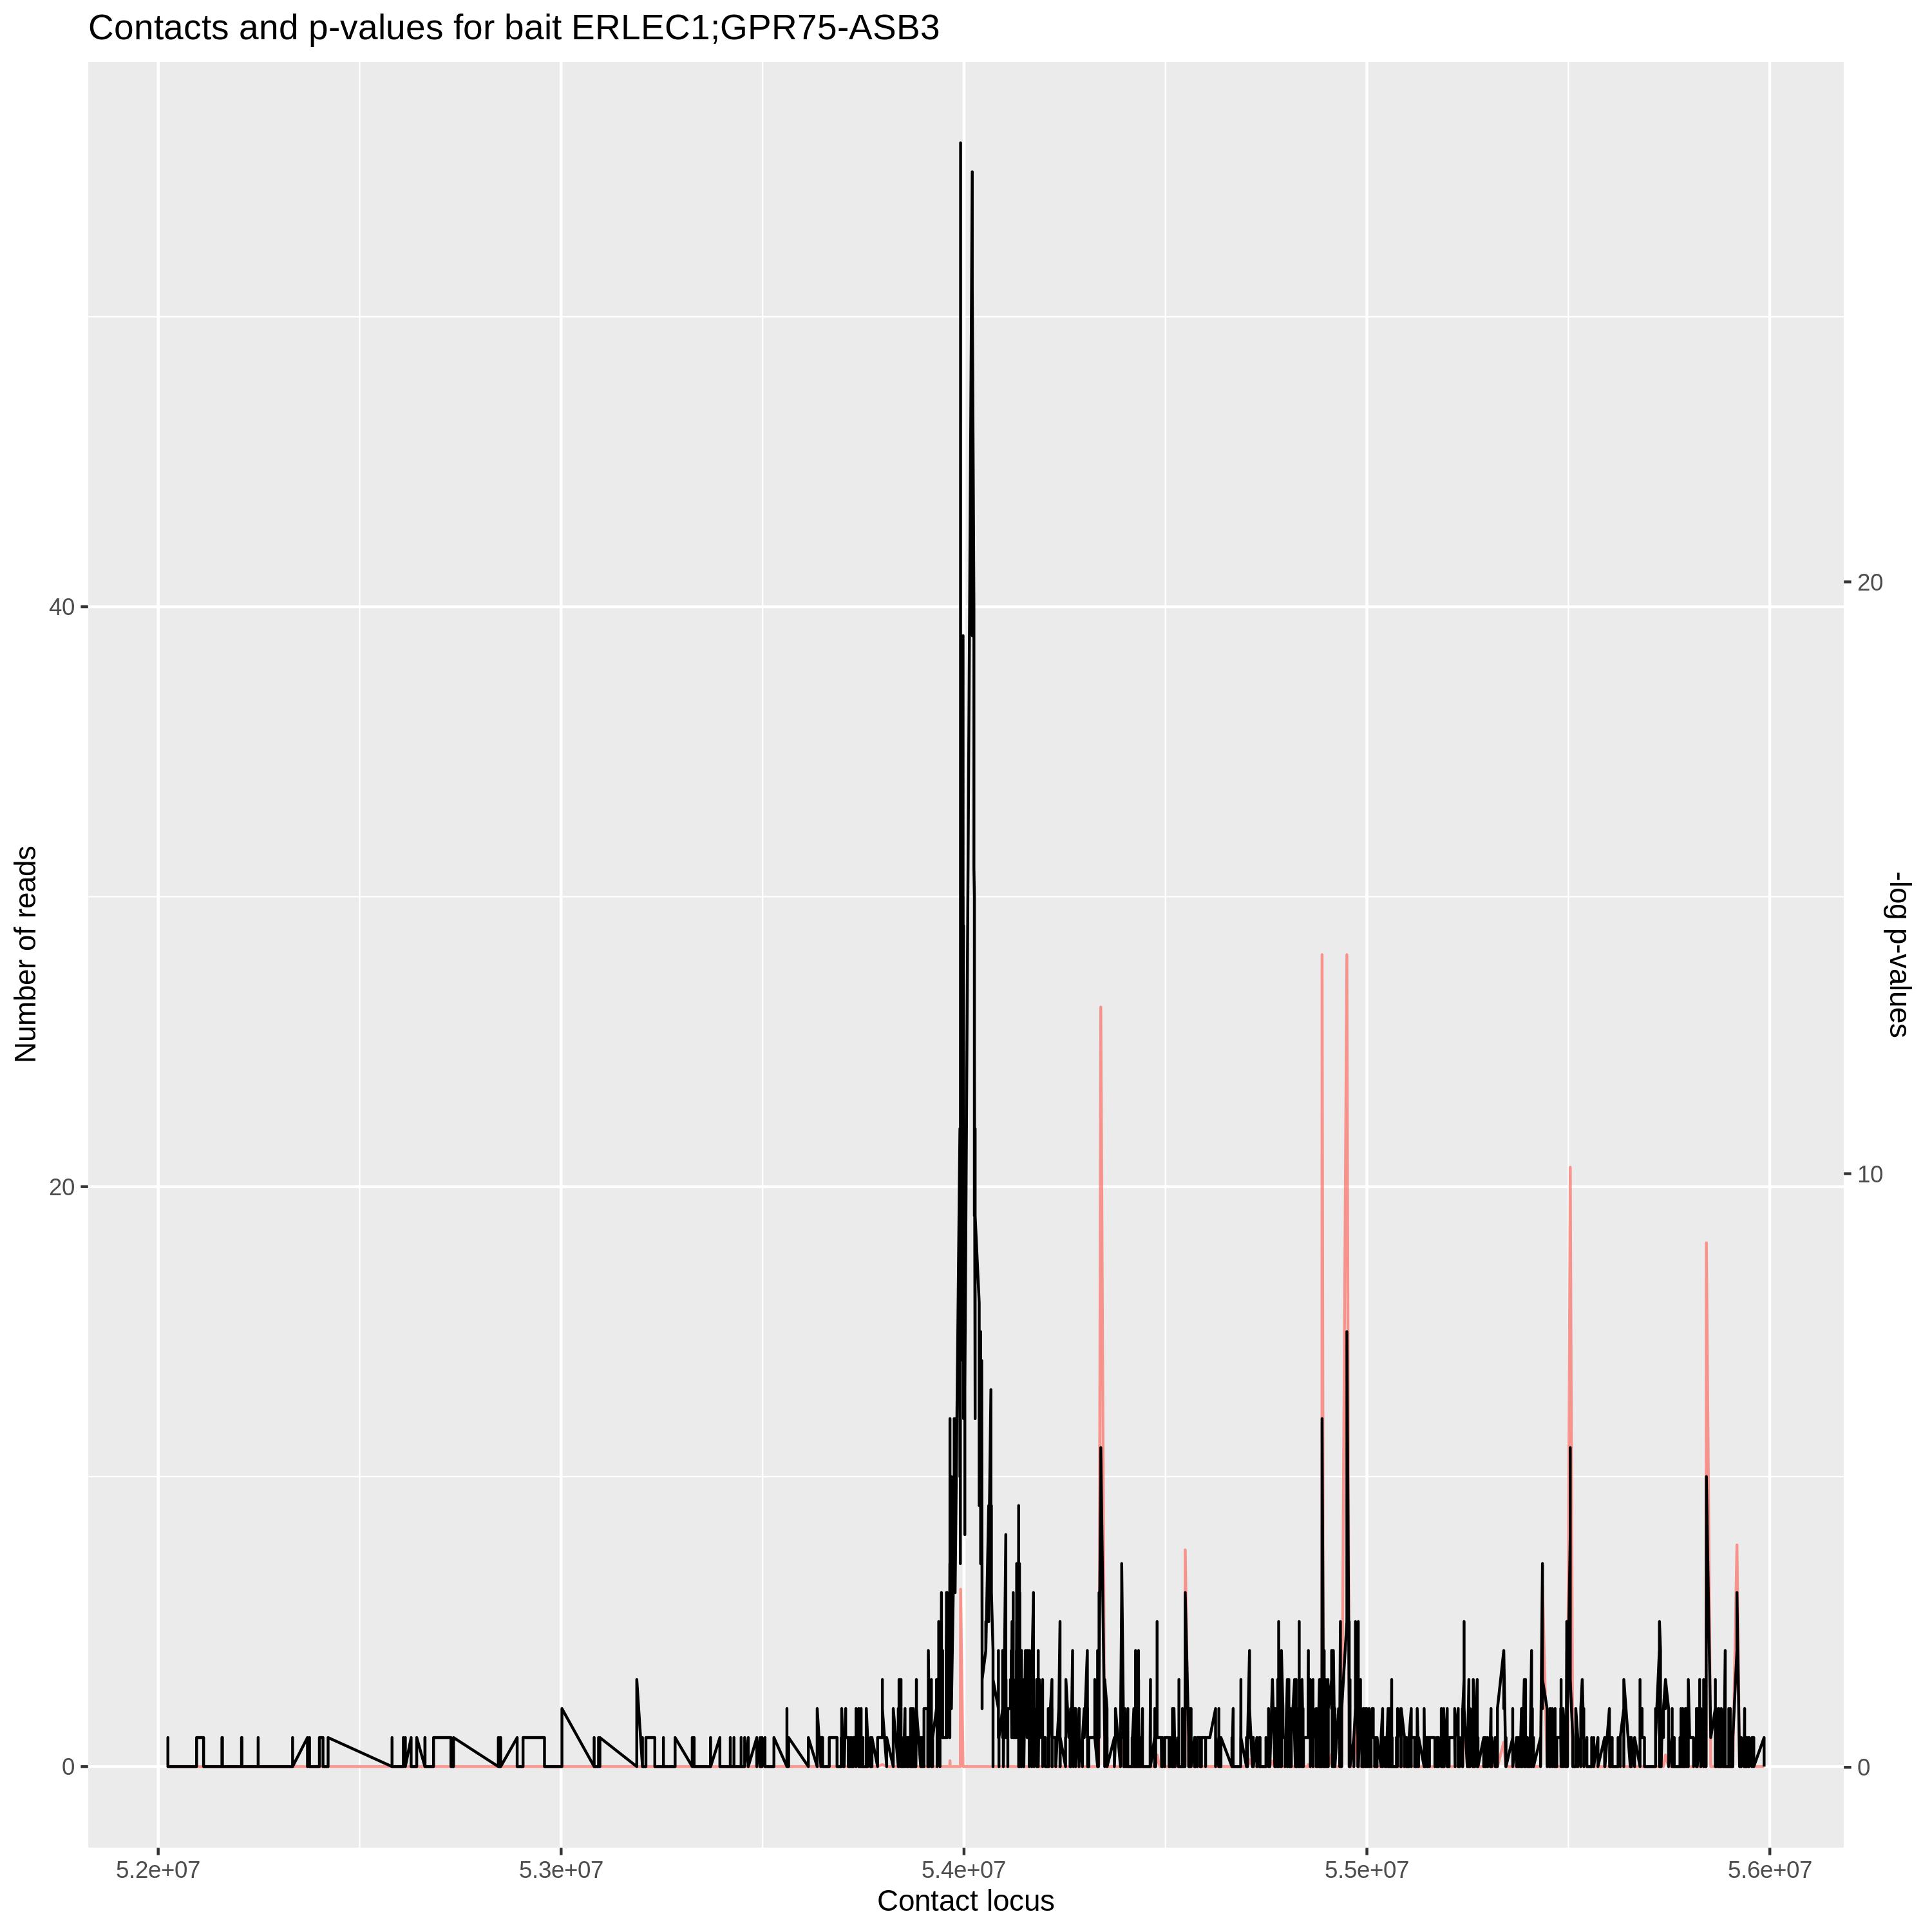 Contacts and p-values for bait ERLEC1;GPR75-ASB3
Number of reads
40
20
0
20
10
0
-log p-values
5.2e+07 5.3e+07 5.4e+07 5.5e+07 5.6e+07
Contact locus